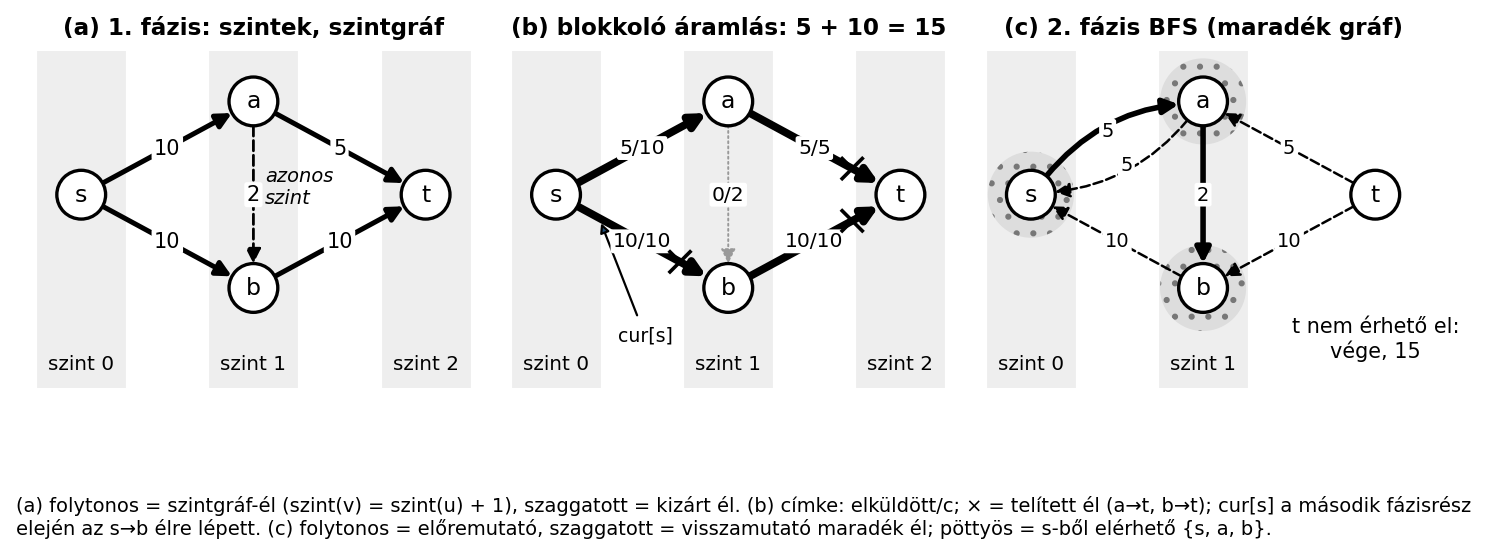 (a) 1. fázis: szintek, szintgráf
a
10
5
s
2
azonos
szint
t
10
10
b
szint 0
szint 1
szint 2
(b) blokkoló áramlás: 5 + 10 = 15
a
5/10
5/5
s
0/2
t
10/10
10/10
b
cur[s]
szint 0
szint 1
szint 2
(c) 2. fázis BFS (maradék gráf)
a
5
5
5
s
2
t
10
10
b
t nem érhető el:
vége, 15
szint 0
szint 1
(a) folytonos = szintgráf-él (szint(v) = szint(u) + 1), szaggatott = kizárt él. (b) címke: elküldött/c; × = telített él (a→t, b→t); cur[s] a második fázisrész
elején az s→b élre lépett. (c) folytonos = előremutató, szaggatott = visszamutató maradék él; pöttyös = s-ből elérhető {s, a, b}.